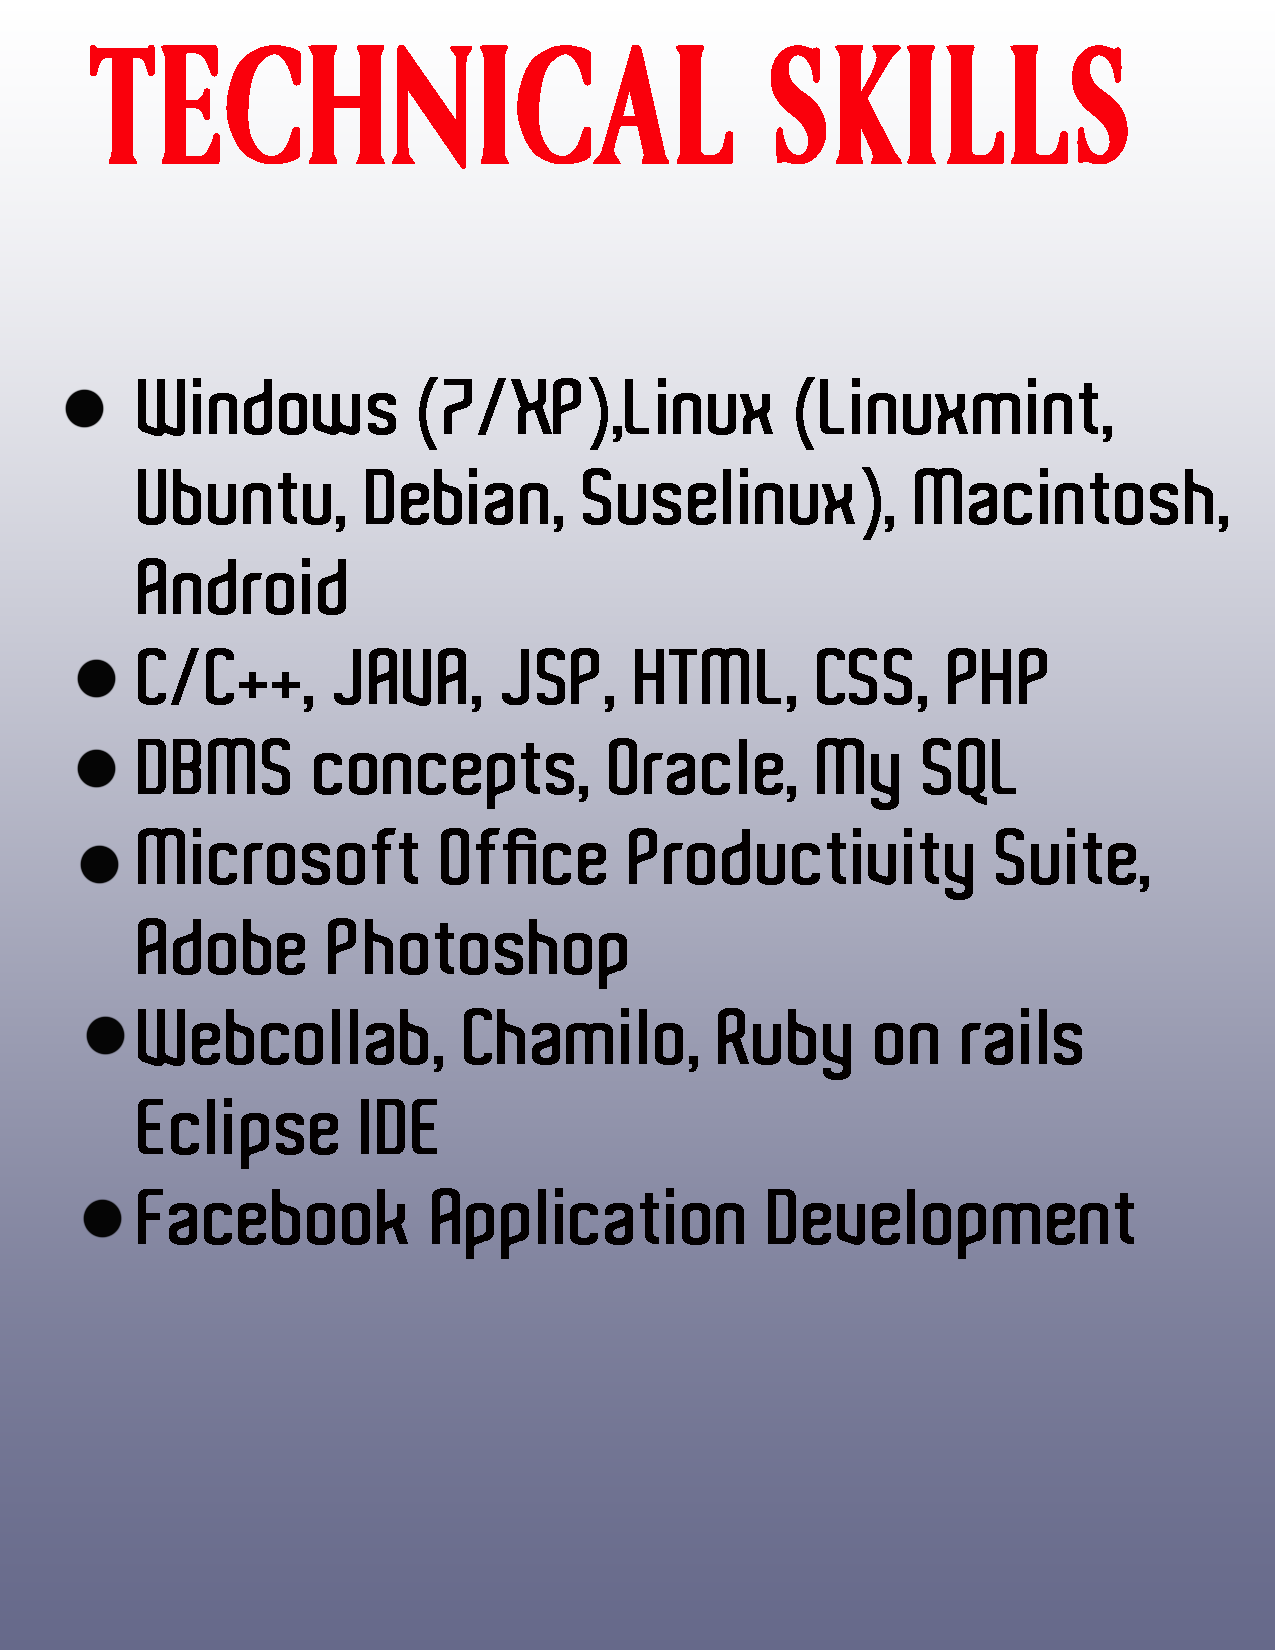 TECHNICAL SKILLS
● Windows (7/XP),Linux (Linuxmint,
Ubuntu, Debian, Suselinux), Macintosh,
Android
● C/C++, JAVA, JSP, HTML, CSS, PHP
● DBMS concepts, Oracle, My SQL
● Microsoft Office Productivity Suite,
Adobe Photoshop
● Webcollab, Chamilo, Ruby on rails
Eclipse IDE
● Facebook Application Development